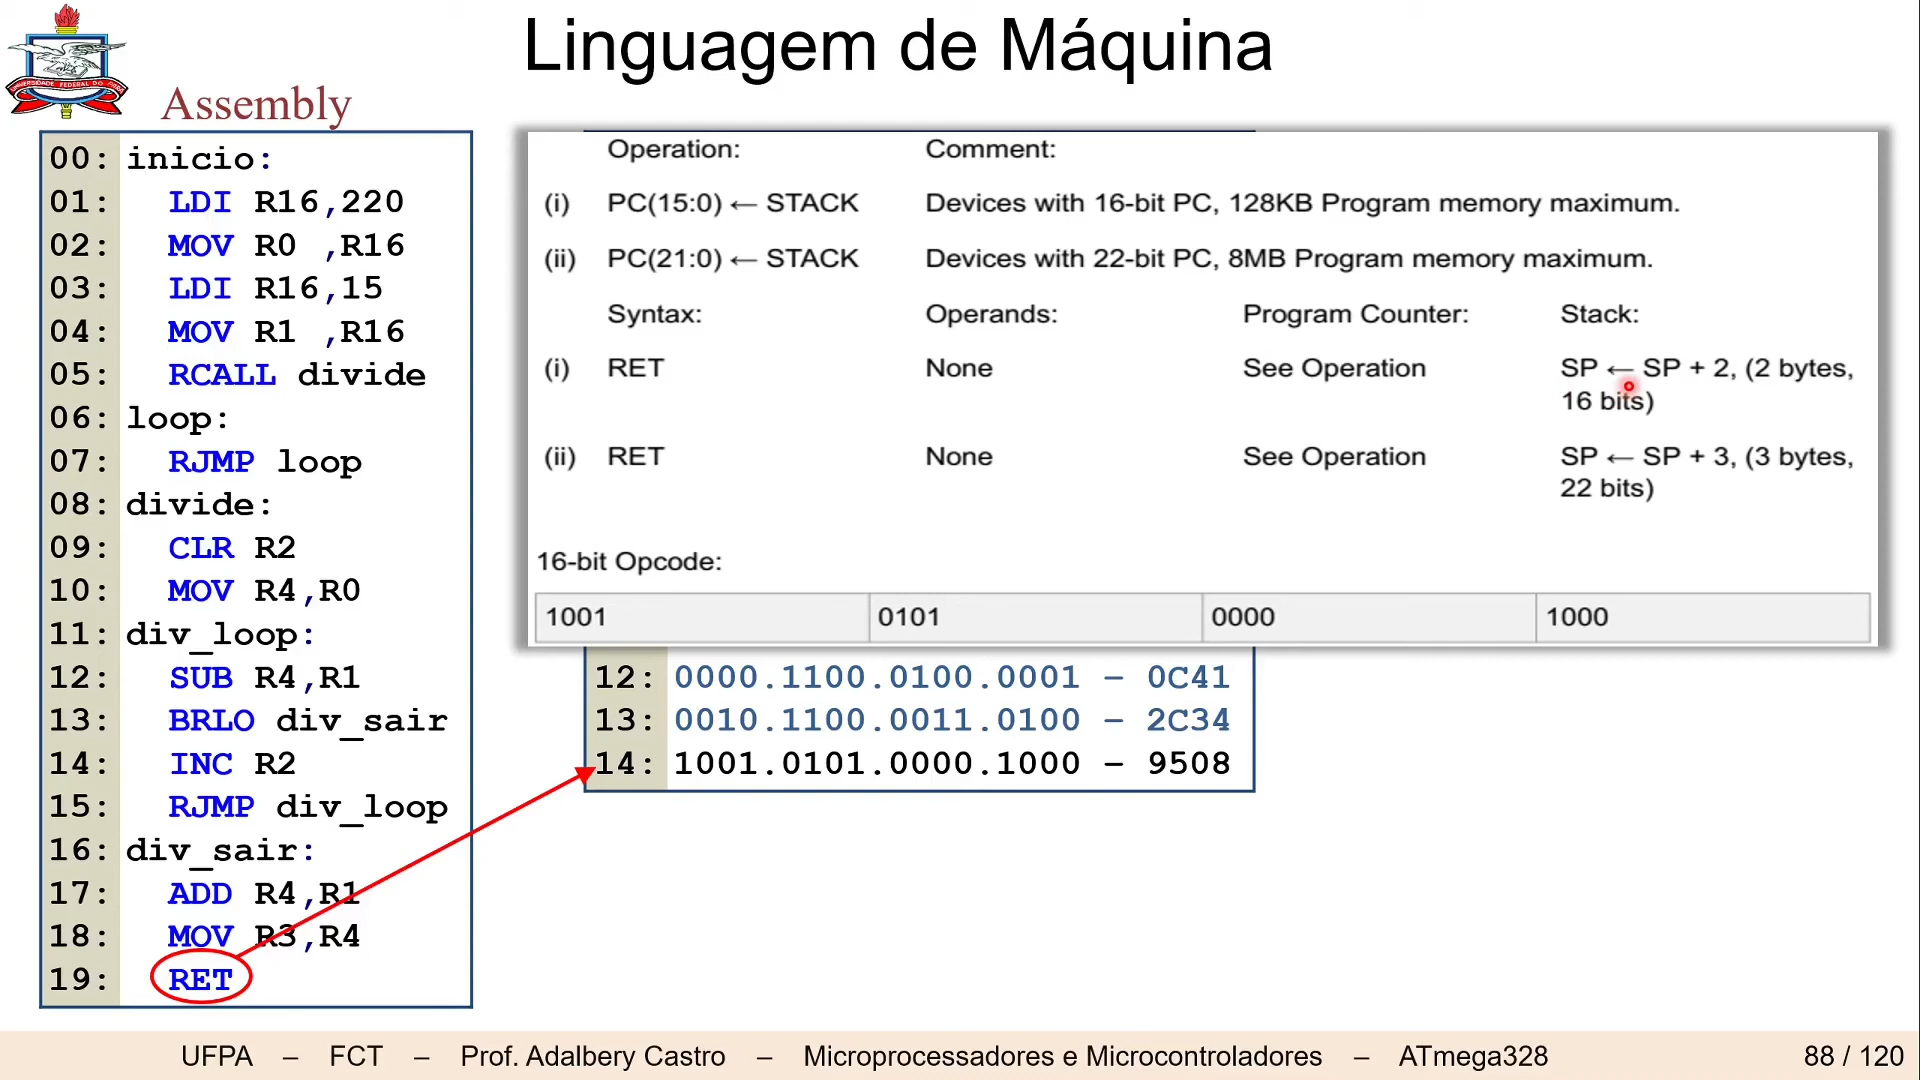 Linguagem de Máquina
UNIVERSIDADE FEDERAL DO PARÁ
Assembly
00: inicio:
01: LDI R16,220
02: MOV R0 ,R16
03: LDI R16,15
04: MOV R1 ,R16
05: RCALL divide
06: loop:
07: RJMP loop
08: divide:
09: CLR R2
10: MOV R4,R0
11: div_loop:
12: SUB R4,R1
13: BRLO div_sair
14: INC R2
15: RJMP div_loop
16: div_sair:
17: ADD R4,R1
18: MOV R3,R4
19: RET
Operation: Comment:
(i) PC(15:0) ← STACK Devices with 16-bit PC, 128KB Program memory maximum.
(ii) PC(21:0) ← STACK Devices with 22-bit PC, 8MB Program memory maximum.
Syntax: Operands: Program Counter: Stack:
(i) RET None See Operation SP ← SP + 2, (2 bytes,
16 bits)
(ii) RET None See Operation SP ← SP + 3, (3 bytes,
22 bits)
16-bit Opcode:
1001 0101 0000 1000
12: 0000.1100.0100.0001 – 0C41
13: 0010.1100.0011.0100 – 2C34
14: 1001.0101.0000.1000 – 9508
UFPA – FCT – Prof. Adalbery Castro – Microprocessadores e Microcontroladores – ATmega328 88 / 120